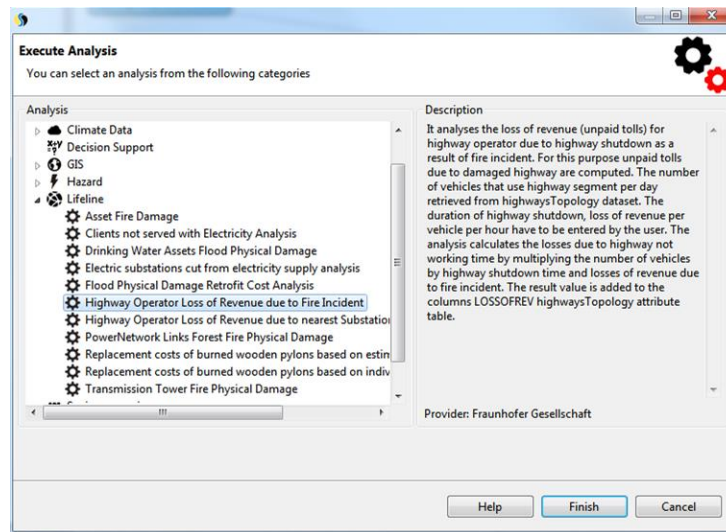 Execute Analysis
You can select an analysis from the following categories
Analysis
Climate Data
Decision Support
GIS
Hazard
Lifeline
Asset Fire Damage
Clients not served with Electricity Analysis
Drinking Water Assets Flood Physical Damage
Electric substations cut from electricity supply analysis
Flood Physical Damage Retrofit Cost Analysis
Highway Operator Loss of Revenue due to Fire Incident
Highway Operator Loss of Revenue due to nearest Substatio
PowerNetwork Links Forest Fire Physical Damage
Replacement costs of burned wooden pylons based on estim
Replacement costs of burned wooden pylons based on indiv
Transmission Tower Fire Physical Damage
Description
It analyses the loss of revenue (unpaid tolls) for
highway operator due to highway shutdown as a
result of fire incident. For this purpose unpaid tolls
due to damaged highway are computed. The number
of vehicles that use highway segment per day
retrieved from highwaysTopology dataset. The
duration of highway shutdown, loss of revenue per
vehicle per hour have to be entered by the user. The
analysis calculates the losses due to highway not
working time by multiplying the number of vehicles
by highway shutdown time and losses of revenue due
to fire incident. The result value is added to the
columns LOSSOFREV highwaysTopology attribute
table.
Provider: Fraunhofer Gesellschaft
Help
Finish
Cancel